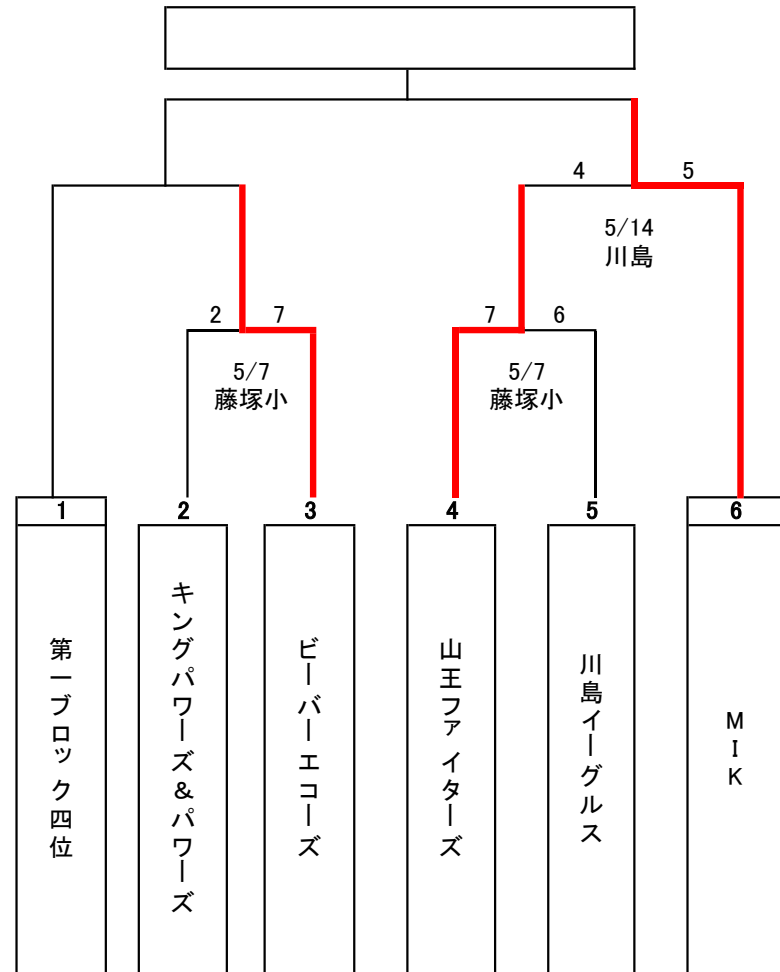 4 5
5/14
川島
2 7
7 6
5/7
藤塚小
5/7
藤塚小
1 2 3 4 5 6
第一ブロック四位
キングパワーズ&パワーズ
ビーバーエコーズ
山王ファイターズ
川島イーグルス
MIK